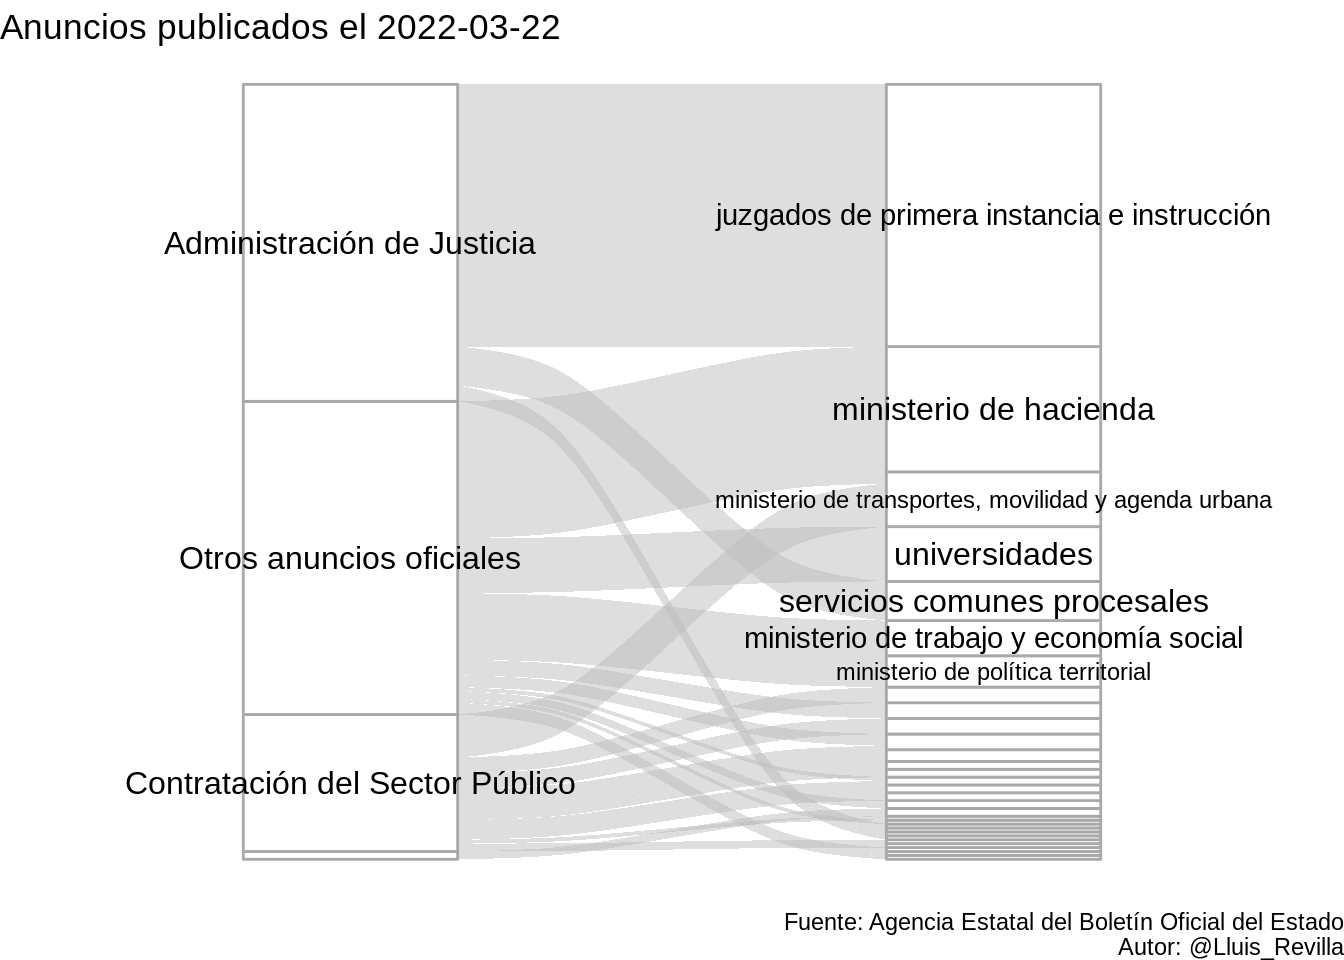 Anuncios publicados el 2022-03-22
Administración de Justicia
Otros anuncios oficiales
Contratación del Sector Público
juzgados de primera instancia e instrucción
ministerio de hacienda
ministerio de transportes, movilidad y agenda urbana
universidades
servicios comunes procesales
ministerio de trabajo y economía social
ministerio de política territorial
Fuente: Agencia Estatal del Boletín Oficial del Estado
Autor: @Lluis_Revilla